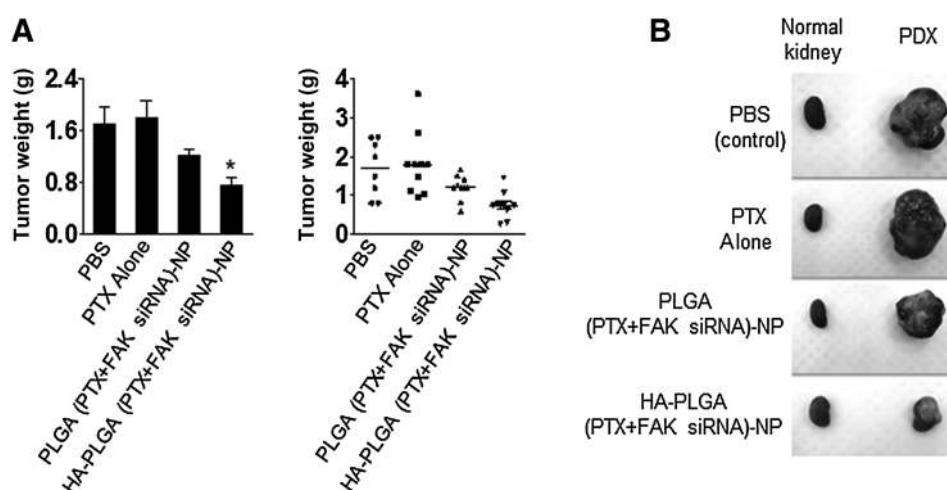 A
Tumor weight (g)
2.4
1.6
0.8
0.0
PBS
PTX Alone
PLGA (PTX+FAK siRNA)-NP
HA-PLGA (PTX+FAK siRNA)-NP
*
Tumor weight (g)
4
3
2
1
0
PBS
PTX Alone
PLGA (PTX+FAK siRNA)-NP
HA-PLGA (PTX+FAK siRNA)-NP
B
Normal
kidney
PDX
PBS
(control)
PTX
Alone
PLGA
(PTX+FAK siRNA)-NP
HA-PLGA
(PTX+FAK siRNA)-NP